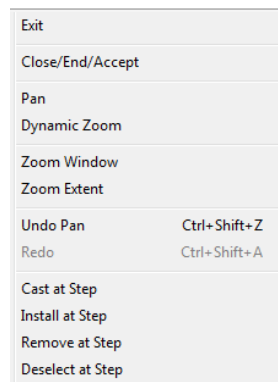 Exit
Close/End/Accept
Pan
Dynamic Zoom
Zoom Window
Zoom Extent
Undo Pan Ctrl+Shift+Z
Redo Ctrl+Shift+A
Cast at Step
Install at Step
Remove at Step
Deselect at Step